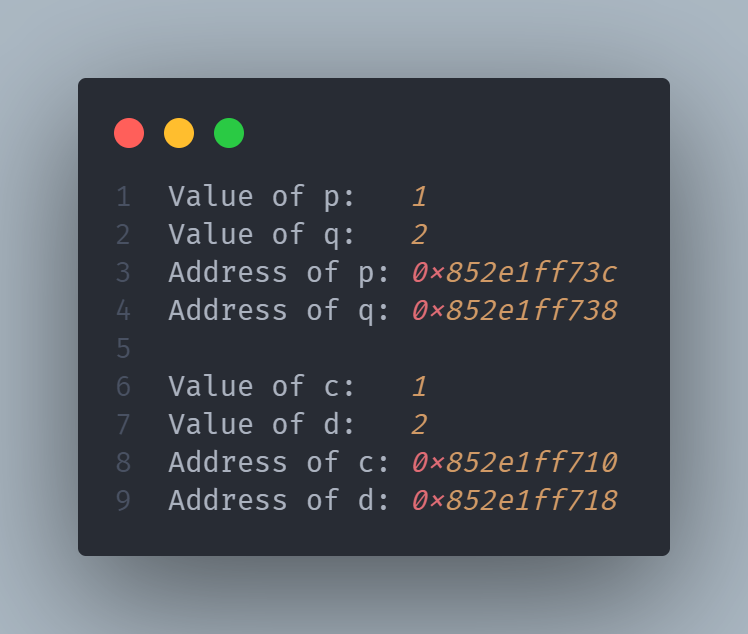 1 Value of p: 1
2 Value of q: 2
3 Address of p: 0×852e1ff73c
4 Address of q: 0×852e1ff738
5
6 Value of c: 1
7 Value of d: 2
8 Address of c: 0×852e1ff710
9 Address of d: 0×852e1ff718